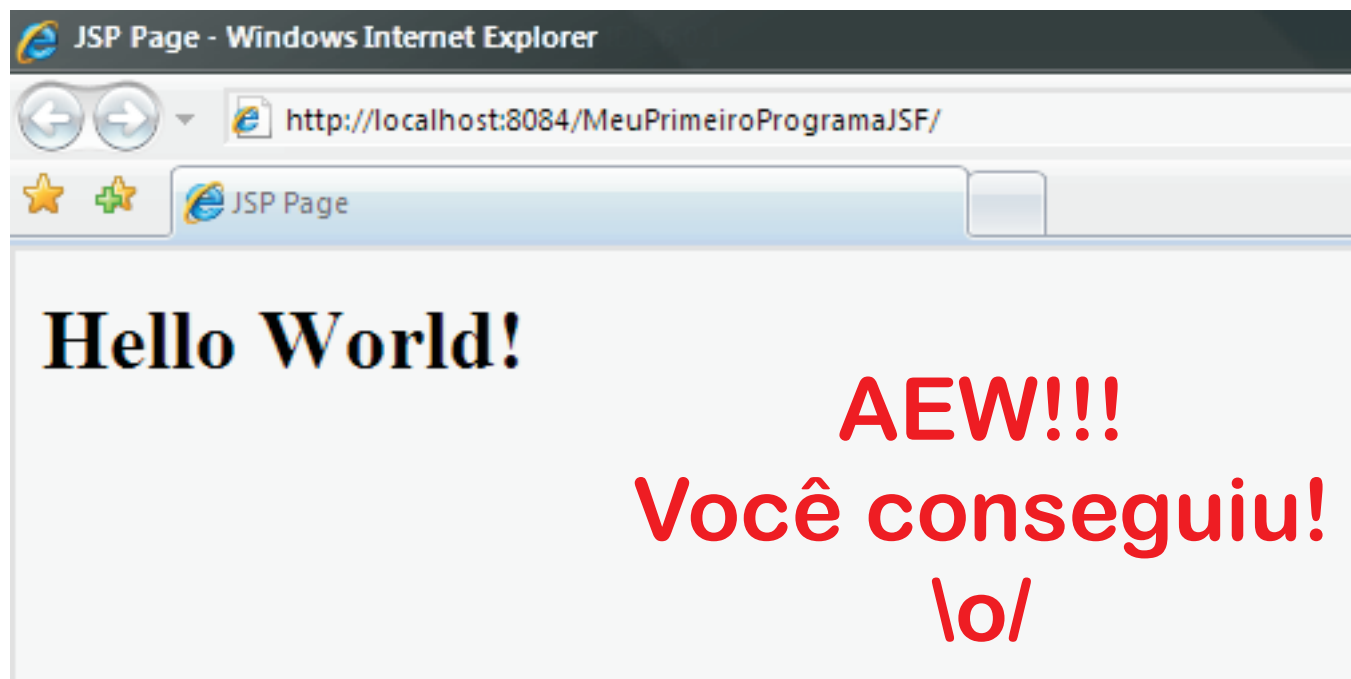 JSP Page - Windows Internet Explorer
http://localhost:8084/MeuPrimeiroProgramaJSF/
JSP Page
Hello World!
AEW!!!
Você conseguiu!
\o/